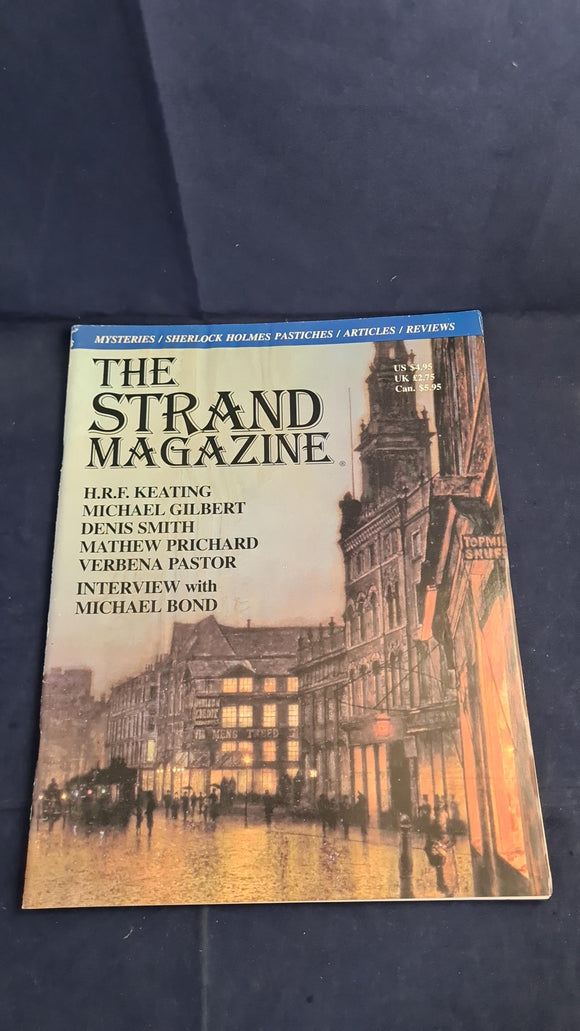 MYSTERIES / SHERLOCK HOLMES PASTICHES / ARTICLES / REVIEWS
THE
STRAND
MAGAZINE®
US $4.95
UK £2.75
Can. $5.95
H.R.F. KEATING
MICHAEL GILBERT
DENIS SMITH
MATHEW PRICHARD
VERBENA PASTOR
INTERVIEW with
MICHAEL BOND
TOPMI
SNUF
MENS